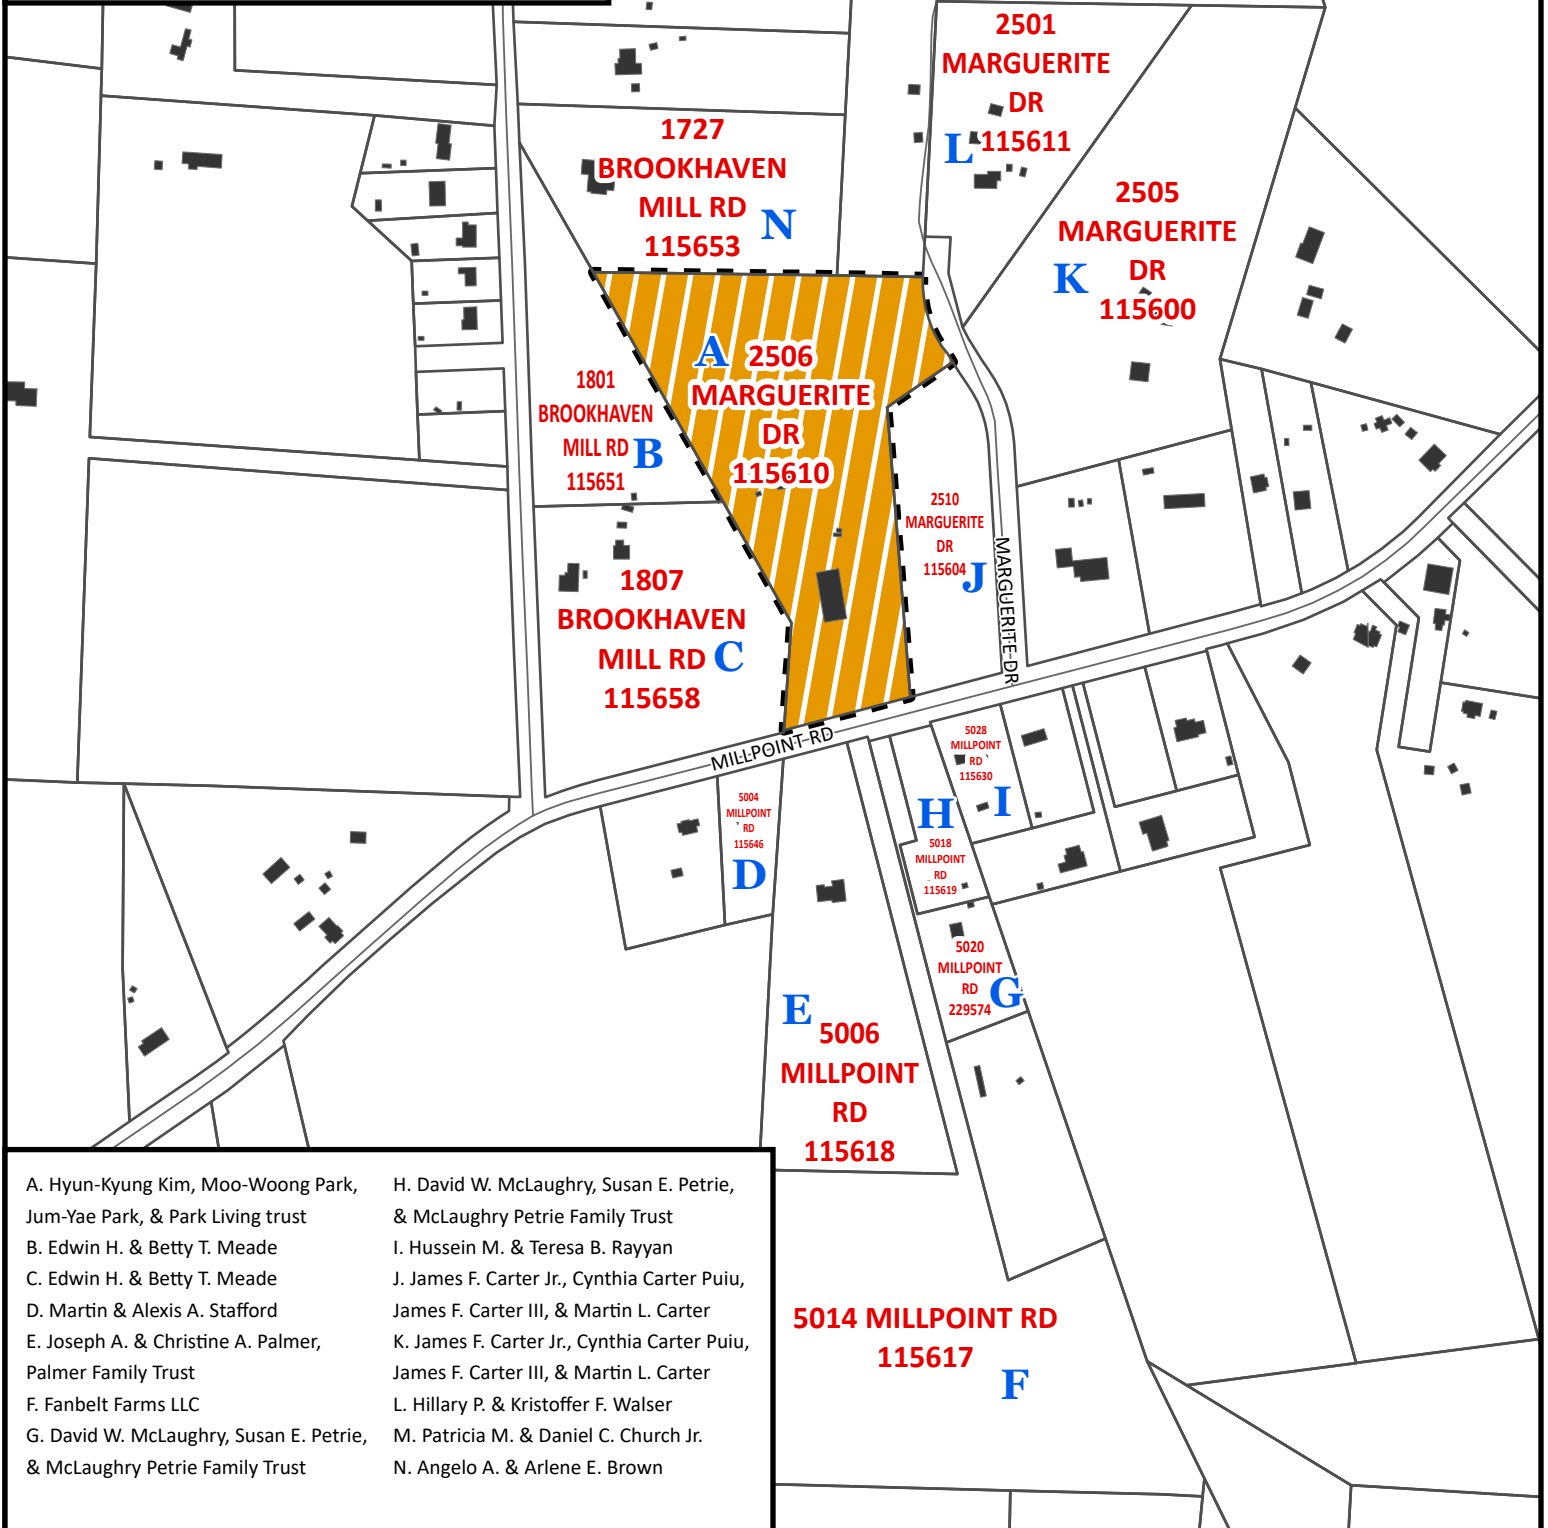 2501
MARGUERITE
DR
115611
L
1727
BROOKHAVEN
MILL RD
115653
N
2505
MARGUERITE
DR
115600
K
A
2506
MARGUERITE
DR
115610
1801
BROOKHAVEN
MILL RD
115651
B
2510
MARGUERITE
DR
115604
J
MARGUERITE DR
1807
BROOKHAVEN
MILL RD
115658
C
MILLPOINT RD
5028
MILLPOINT
RD
115630
I
5004
MILLPOINT
RD
115646
D
H
5018
MILLPOINT
RD
115619
5020
MILLPOINT
RD
229574
G
E
5006
MILLPOINT
RD
115618
5014 MILLPOINT RD
115617
F
A. Hyun-Kyung Kim, Moo-Woong Park,
Jum-Yae Park, & Park Living trust
B. Edwin H. & Betty T. Meade
C. Edwin H. & Betty T. Meade
D. Martin & Alexis A. Stafford
E. Joseph A. & Christine A. Palmer,
Palmer Family Trust
F. Fanbelt Farms LLC
G. David W. McLaughry, Susan E. Petrie,
& McLaughry Petrie Family Trust
H. David W. McLaughry, Susan E. Petrie,
& McLaughry Petrie Family Trust
I. Hussein M. & Teresa B. Rayyan
J. James F. Carter Jr., Cynthia Carter Puiu,
James F. Carter III, & Martin L. Carter
K. James F. Carter Jr., Cynthia Carter Puiu,
James F. Carter III, & Martin L. Carter
L. Hillary P. & Kristoffer F. Walser
M. Patricia M. & Daniel C. Church Jr.
N. Angelo A. & Arlene E. Brown